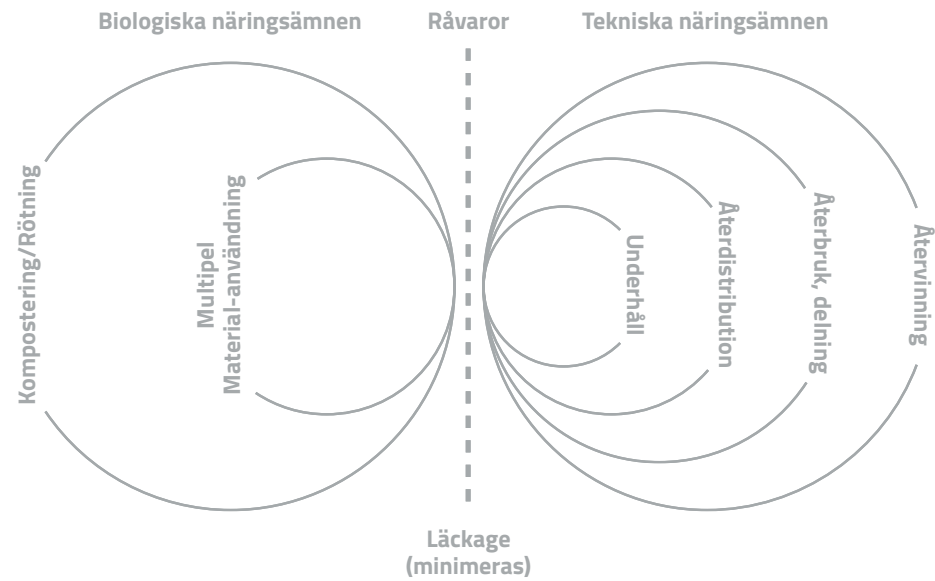 Biologiska näringsämnen
Råvaror
Tekniska näringsämnen
Kompostering/Rötning
Multipel
Material-användning
Underhåll
Återdistribution
Återbruk, delning
Återvinning
Läckage
(minimeras)